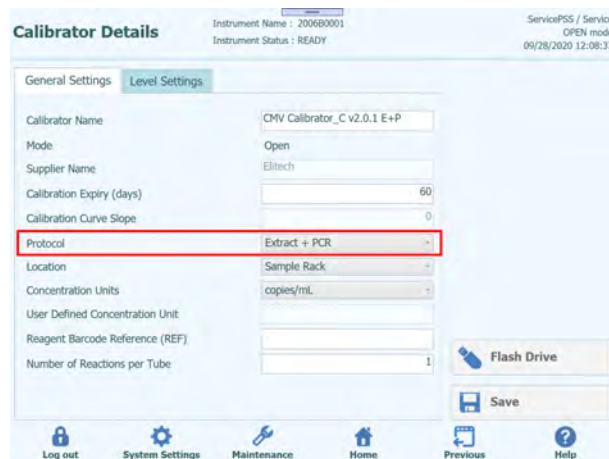 Calibrator Details
Instrument Name : 2006B0001
Instrument Status : READY
ServicePSS / Servic
OPEN mod
09/28/2020 12:08:3
General Settings
Level Settings
Calibrator Name CMV Calibrator_C v2.0.1 E+P
Mode Open
Supplier Name Elitech
Calibration Expiry (days) 60
Calibration Curve Slope 0
Protocol Extract + PCR
Location Sample Rack
Concentration Units copies/mL
User Defined Concentration Unit
Reagent Barcode Reference (REF)
Number of Reactions per Tube 1
Flash Drive
Save
Log out
System Settings
Maintenance
Home
Previous
Help